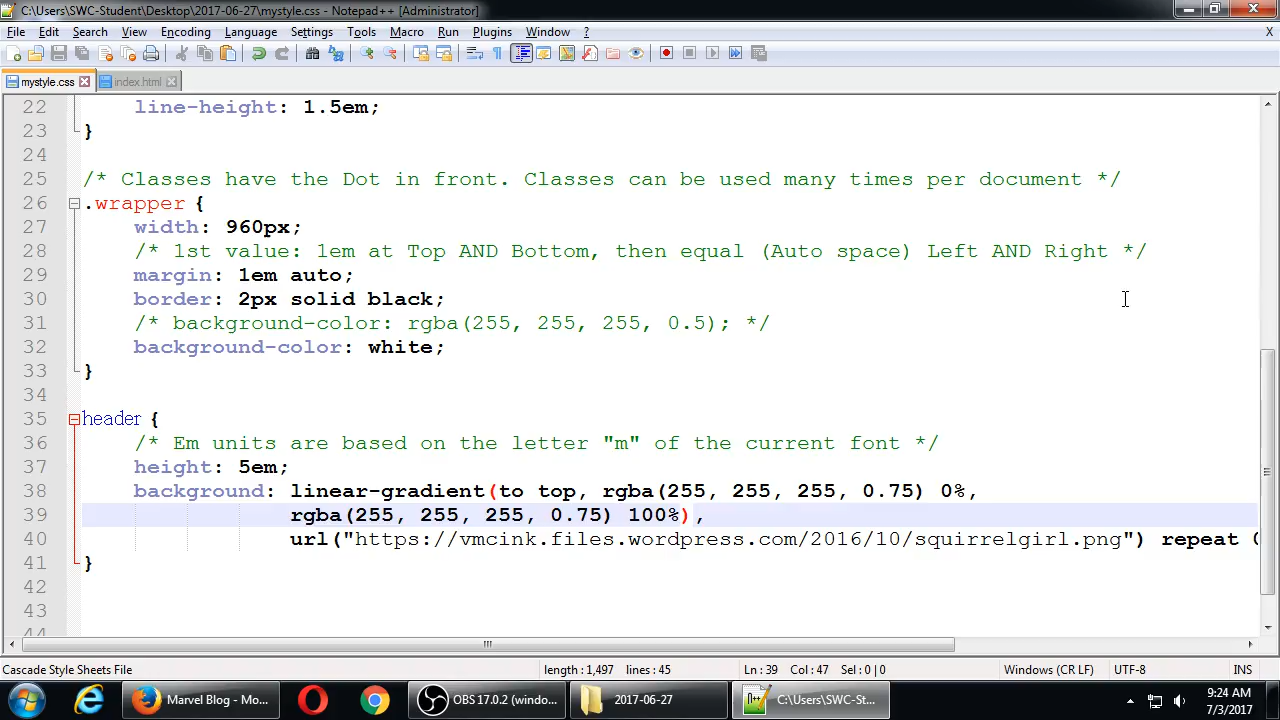 C:\Users\SWC-Student\Desktop\2017-06-27\mystyle.css - Notepad++ [Administrator]
File Edit Search View Encoding Language Settings Tools Macro Run Plugins Window ? X
mystyle.css index.html
22 line-height: 1.5em;
23 }
24
25 /* Classes have the Dot in front. Classes can be used many times per document */
26 .wrapper {
27 width: 960px;
28 /* 1st value: 1em at Top AND Bottom, then equal (Auto space) Left AND Right */
29 margin: 1em auto;
30 border: 2px solid black;
31 /* background-color: rgba(255, 255, 255, 0.5); */
32 background-color: white;
33 }
34
35 header {
36 /* Em units are based on the letter "m" of the current font */
37 height: 5em;
38 background: linear-gradient(to top, rgba(255, 255, 255, 0.75) 0%,
39 rgba(255, 255, 255, 0.75) 100%),
40 url("https://vmcink.files.wordpress.com/2016/10/squirrelgirl.png") repeat 0
41 }
42
43
44
Cascade Style Sheets File length : 1,497 lines : 45 Ln : 39 Col : 47 Sel : 0 | 0 Windows (CR LF) UTF-8 INS
Marvel Blog - Mo... OBS 17.0.2 (windo... 2017-06-27 C:\Users\SWC-St... 9:24 AM
7/3/2017